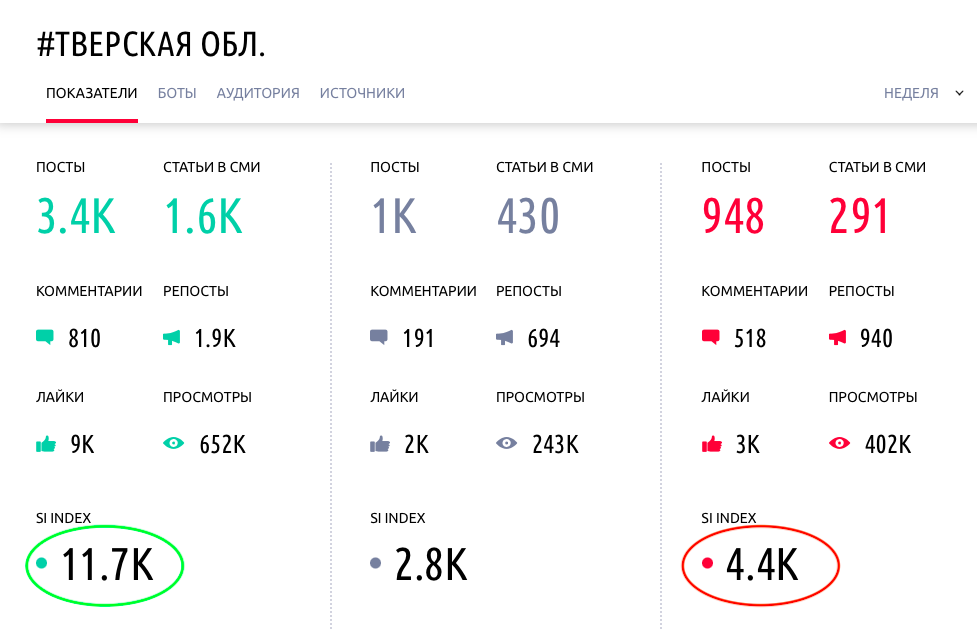 #ТВЕРСКАЯ ОБЛ.
ПОКАЗАТЕЛИ БОТЫ АУДИТОРИЯ ИСТОЧНИКИ НЕДЕЛЯ
ПОСТЫ СТАТЬИ В СМИ ПОСТЫ СТАТЬИ В СМИ ПОСТЫ СТАТЬИ В СМИ
3.4K 1.6K 1K 430 948 291
КОММЕНТАРИИ РЕПОСТЫ КОММЕНТАРИИ РЕПОСТЫ КОММЕНТАРИИ РЕПОСТЫ
810 1.9K 191 694 518 940
ЛАЙКИ ПРОСМОТРЫ ЛАЙКИ ПРОСМОТРЫ ЛАЙКИ ПРОСМОТРЫ
9K 652K 2K 243K 3K 402K
SI INDEX SI INDEX SI INDEX
11.7K 2.8K 4.4K